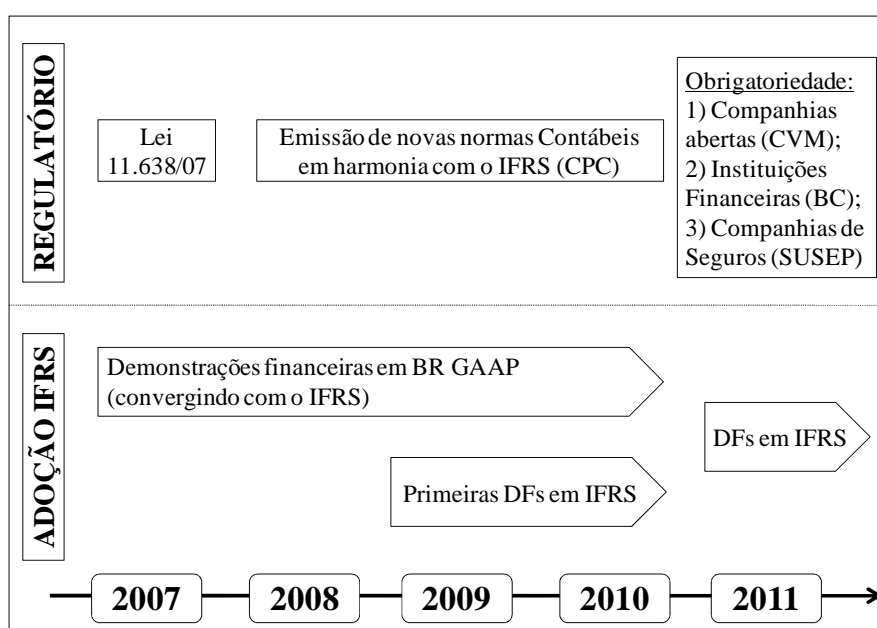 REGULATÓRIO
Lei
11.638/07
Emissão de novas normas Contábeis
em harmonia com o IFRS (CPC)
Obrigatoriedade:
1) Companhias
abertas (CVM);
2) Instituições
Financeiras (BC);
3) Companhias de
Seguros (SUSEP)
ADOÇÃO IFRS
Demonstrações financeiras em BR GAAP
(convergindo com o IFRS)
DFs em IFRS
Primeiras DFs em IFRS
2007 2008 2009 2010 2011